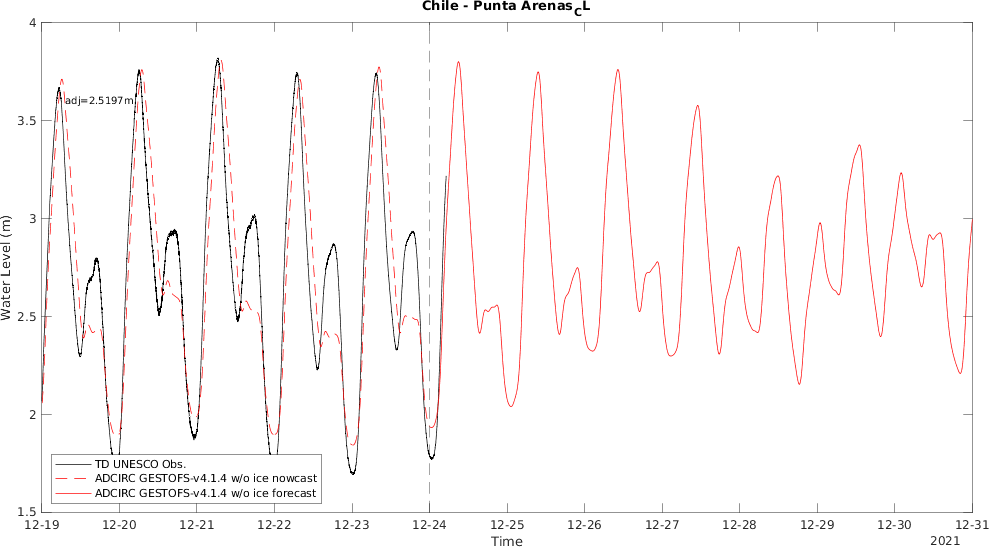 Chile - Punta Arenas_CL
4
3.5
3
2.5
2
1.5
Water Level (m)
adj=2.5197m
TD UNESCO Obs.
ADCIRC GESTOFS-v4.1.4 w/o ice nowcast
ADCIRC GESTOFS-v4.1.4 w/o ice forecast
12-19 12-20 12-21 12-22 12-23 12-24 12-25 12-26 12-27 12-28 12-29 12-30 12-31
Time
2021